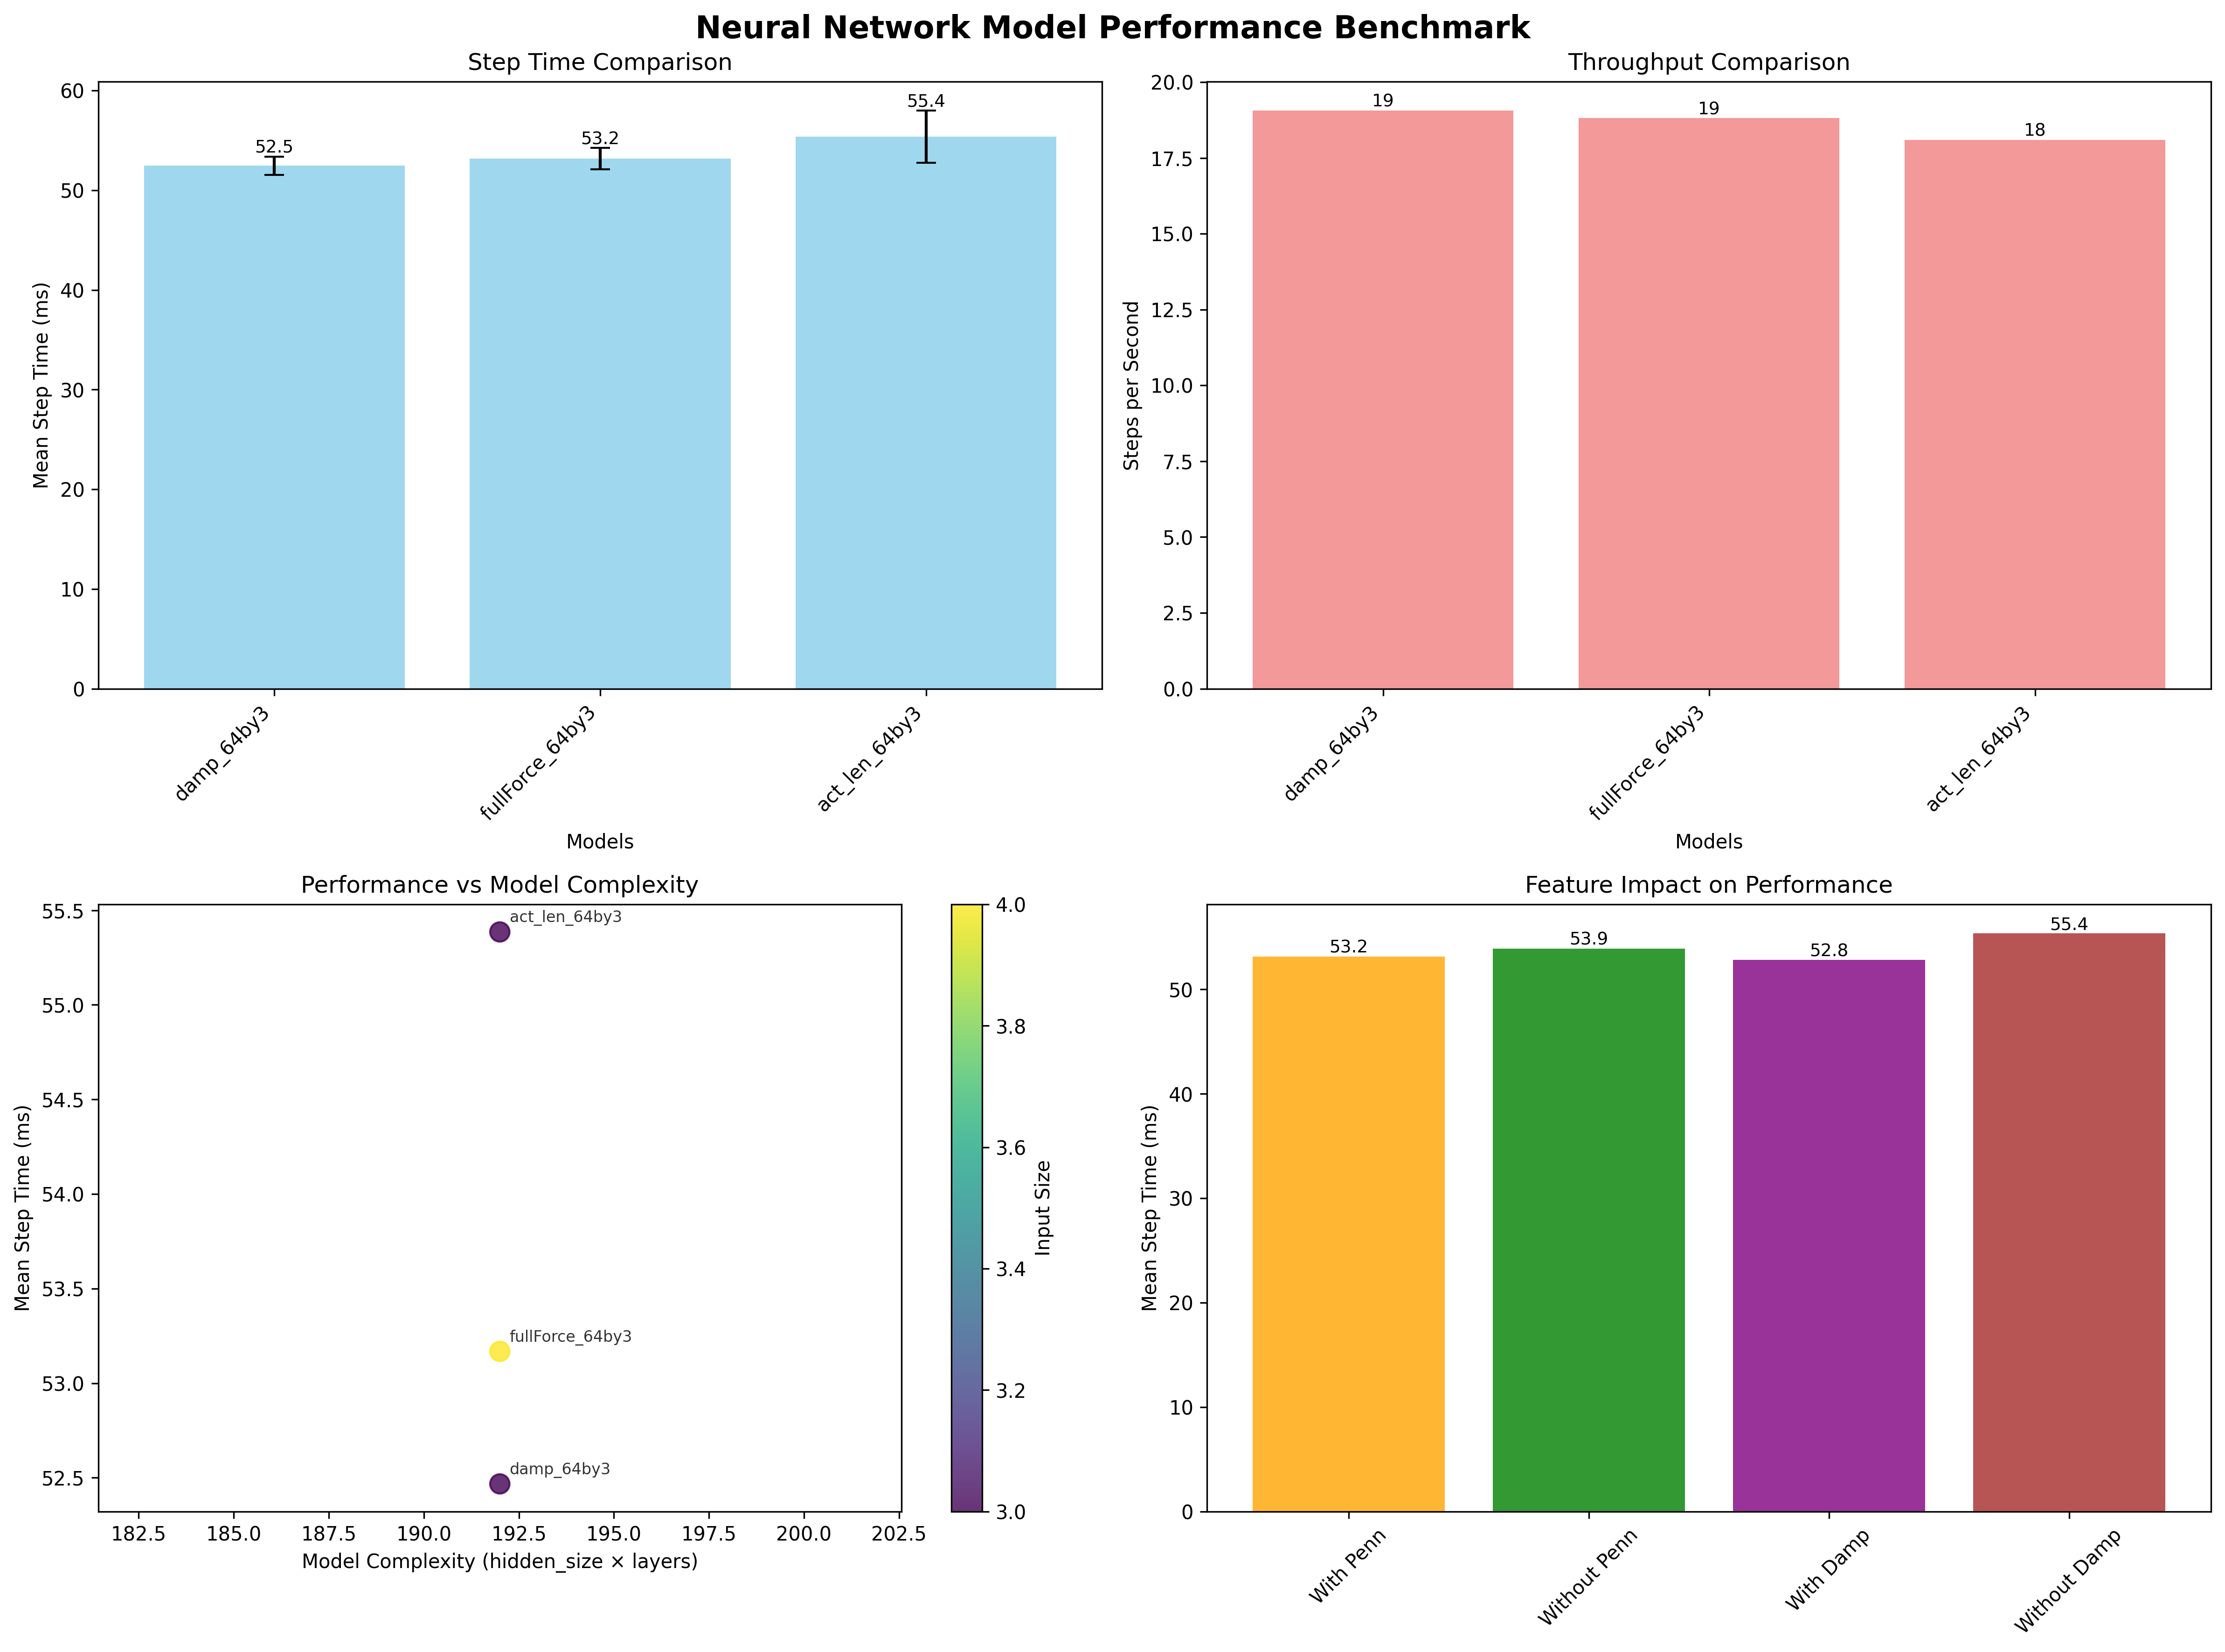 Neural Network Model Performance Benchmark
Step Time Comparison
Mean Step Time (ms)
60
50
40
30
20
10
0
52.5
53.2
55.4
damp_64by3
fullForce_64by3
act_len_64by3
Models
Throughput Comparison
Steps per Second
20.0
17.5
15.0
12.5
10.0
7.5
5.0
2.5
0.0
19
19
18
damp_64by3
fullForce_64by3
act_len_64by3
Models
Performance vs Model Complexity
Mean Step Time (ms)
55.5
55.0
54.5
54.0
53.5
53.0
52.5
act_len_64by3
fullForce_64by3
damp_64by3
182.5
185.0
187.5
190.0
192.5
195.0
197.5
200.0
202.5
Model Complexity (hidden_size × layers)
4.0
3.8
3.6
3.4
3.2
3.0
Input Size
Feature Impact on Performance
Mean Step Time (ms)
50
40
30
20
10
0
53.2
53.9
52.8
55.4
With Penn
Without Penn
With Damp
Without Damp